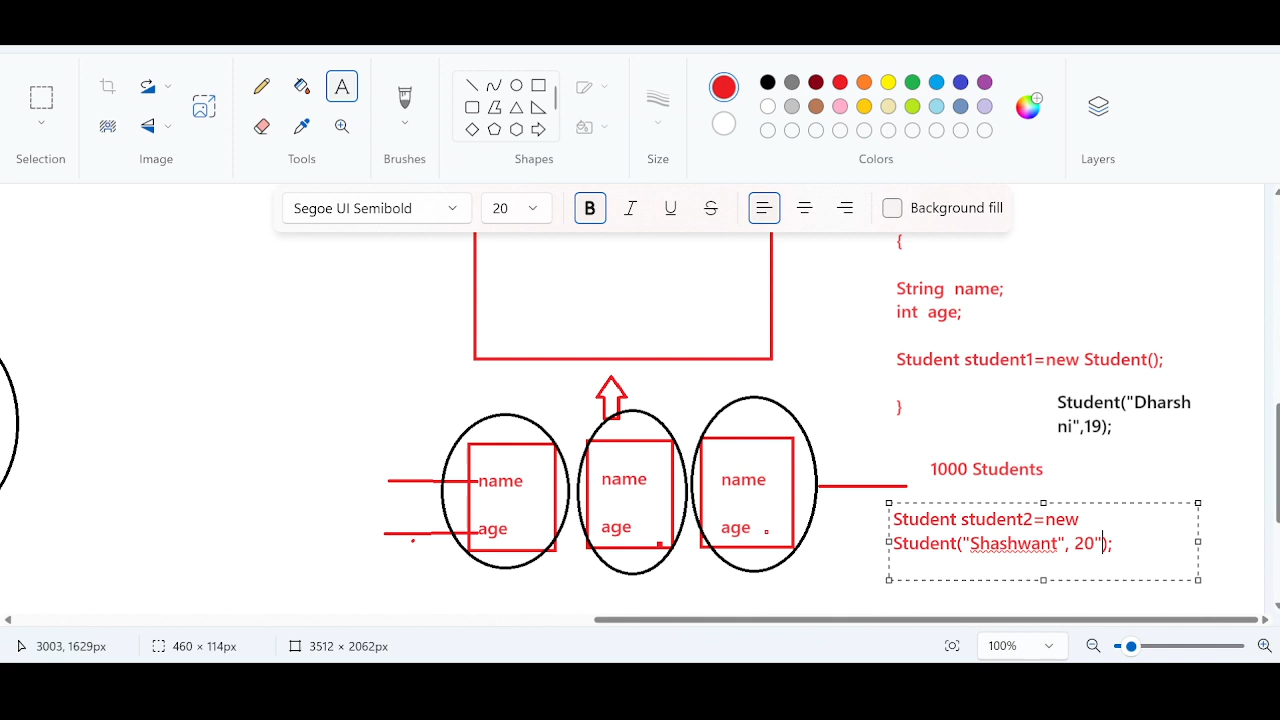 Selection
Image
Tools
Brushes
Shapes
Size
Colors
Layers
Segoe UI Semibold
20
B
I
U
S
Background fill
{
String name;
int age;
Student student1=new Student();
}
Student("Dharsh
ni",19);
1000 Students
Student student2=new
Student("Shashwant", 20");
name
age
name
age
name
age
3003, 1629px
460 × 114px
3512 × 2062px
100%